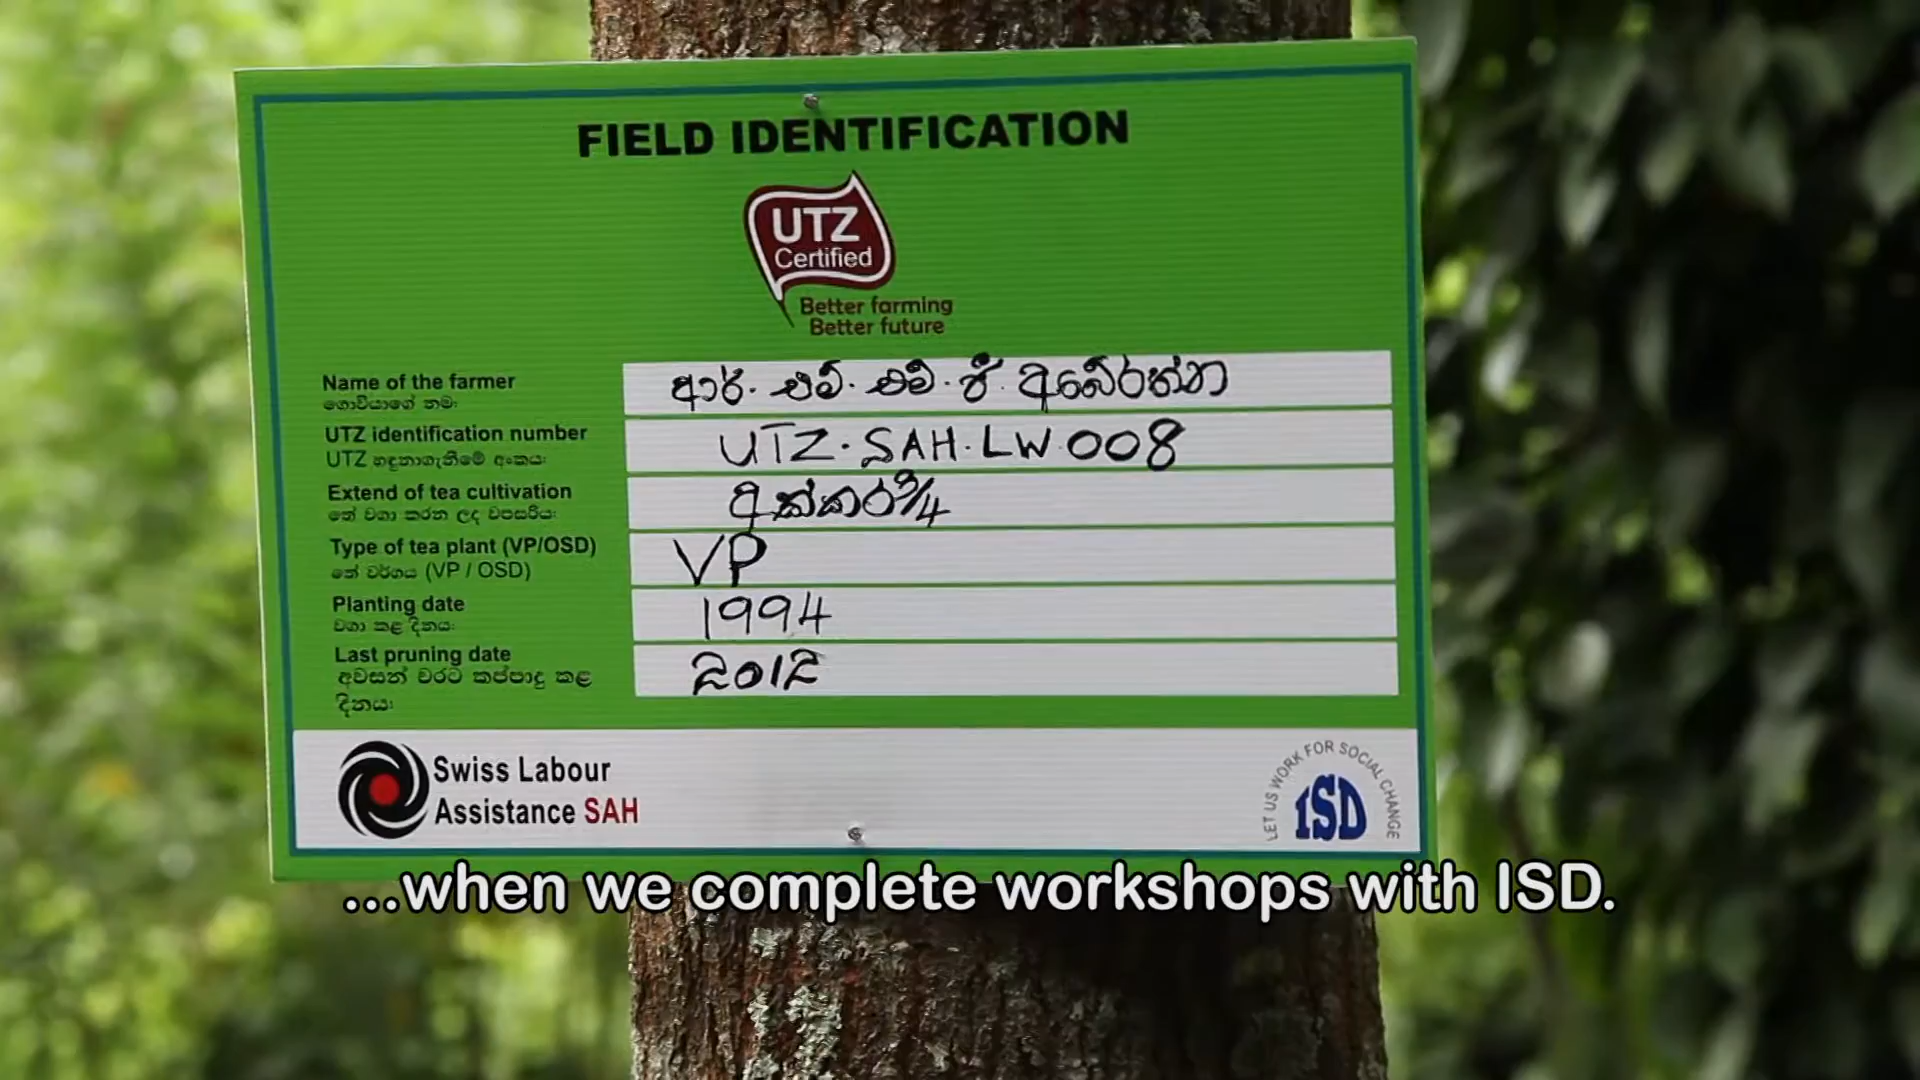 FIELD IDENTIFICATION
UTZ
Certified
Better farming
Better future
Name of the farmer
ගොවියාගේ නම:
ආර්. එම්. එම්. ජී. අබේරත්න
UTZ identification number
UTZ හඳුනාගැනීමේ අංකය:
UTZ.SAH.LW.008
Extend of tea cultivation
තේ වගා කරන ලද වපසරිය:
අක්කර 3/4
Type of tea plant (VP/OSD)
තේ වර්ගය (VP / OSD)
VP
Planting date
වගා කළ දිනය:
1994
Last pruning date
අවසන් වරට කප්පාදු කළ
දිනය:
2012
Swiss Labour
Assistance SAH
LET US WORK FOR SOCIAL CHANGE
ISD
...when we complete workshops with ISD.